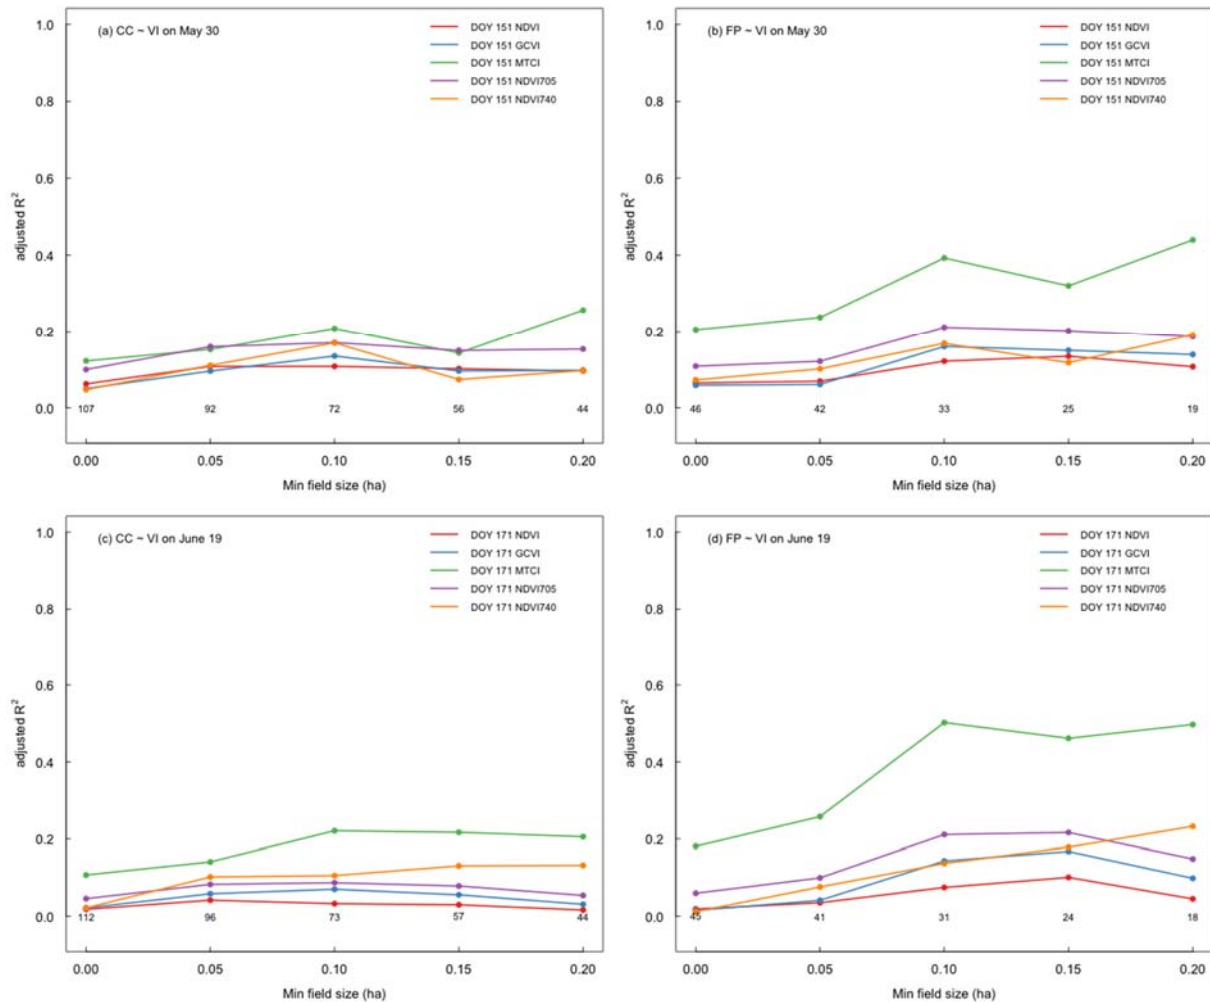 (a) CC ~ VI on May 30
DOY 151 NDVI
DOY 151 GCVI
DOY 151 MTCI
DOY 151 NDVI705
DOY 151 NDVI740
adjusted R²
1.0
0.8
0.6
0.4
0.2
0.0
107 92 72 56 44
0.00 0.05 0.10 0.15 0.20
Min field size (ha)
(b) FP ~ VI on May 30
DOY 151 NDVI
DOY 151 GCVI
DOY 151 MTCI
DOY 151 NDVI705
DOY 151 NDVI740
adjusted R²
1.0
0.8
0.6
0.4
0.2
0.0
46 42 33 25 19
0.00 0.05 0.10 0.15 0.20
Min field size (ha)
(c) CC ~ VI on June 19
DOY 171 NDVI
DOY 171 GCVI
DOY 171 MTCI
DOY 171 NDVI705
DOY 171 NDVI740
adjusted R²
1.0
0.8
0.6
0.4
0.2
0.0
112 96 73 57 44
0.00 0.05 0.10 0.15 0.20
Min field size (ha)
(d) FP ~ VI on June 19
DOY 171 NDVI
DOY 171 GCVI
DOY 171 MTCI
DOY 171 NDVI705
DOY 171 NDVI740
adjusted R²
1.0
0.8
0.6
0.4
0.2
0.0
45 41 31 24 18
0.00 0.05 0.10 0.15 0.20
Min field size (ha)